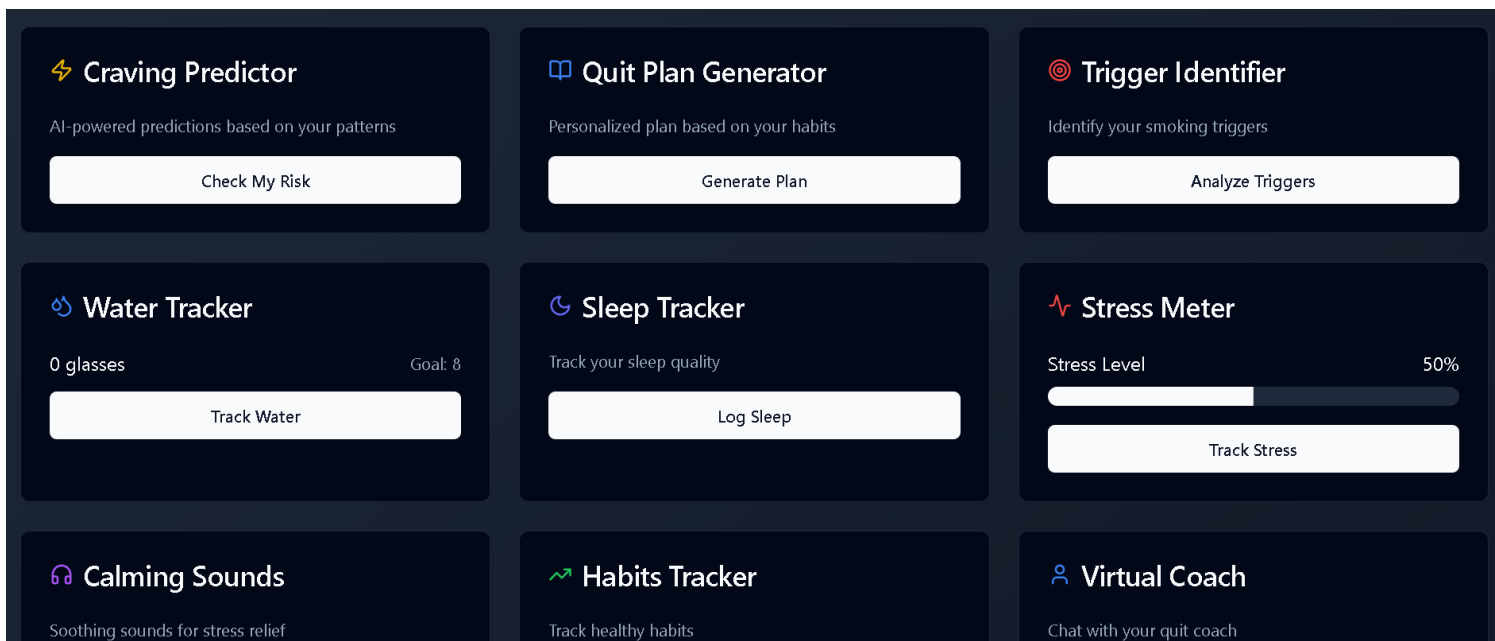 Craving Predictor
AI-powered predictions based on your patterns
Check My Risk
Quit Plan Generator
Personalized plan based on your habits
Generate Plan
Trigger Identifier
Identify your smoking triggers
Analyze Triggers
Water Tracker
0 glasses Goal: 8
Track Water
Sleep Tracker
Track your sleep quality
Log Sleep
Stress Meter
Stress Level 50%
Track Stress
Calming Sounds
Soothing sounds for stress relief
Habits Tracker
Track healthy habits
Virtual Coach
Chat with your quit coach